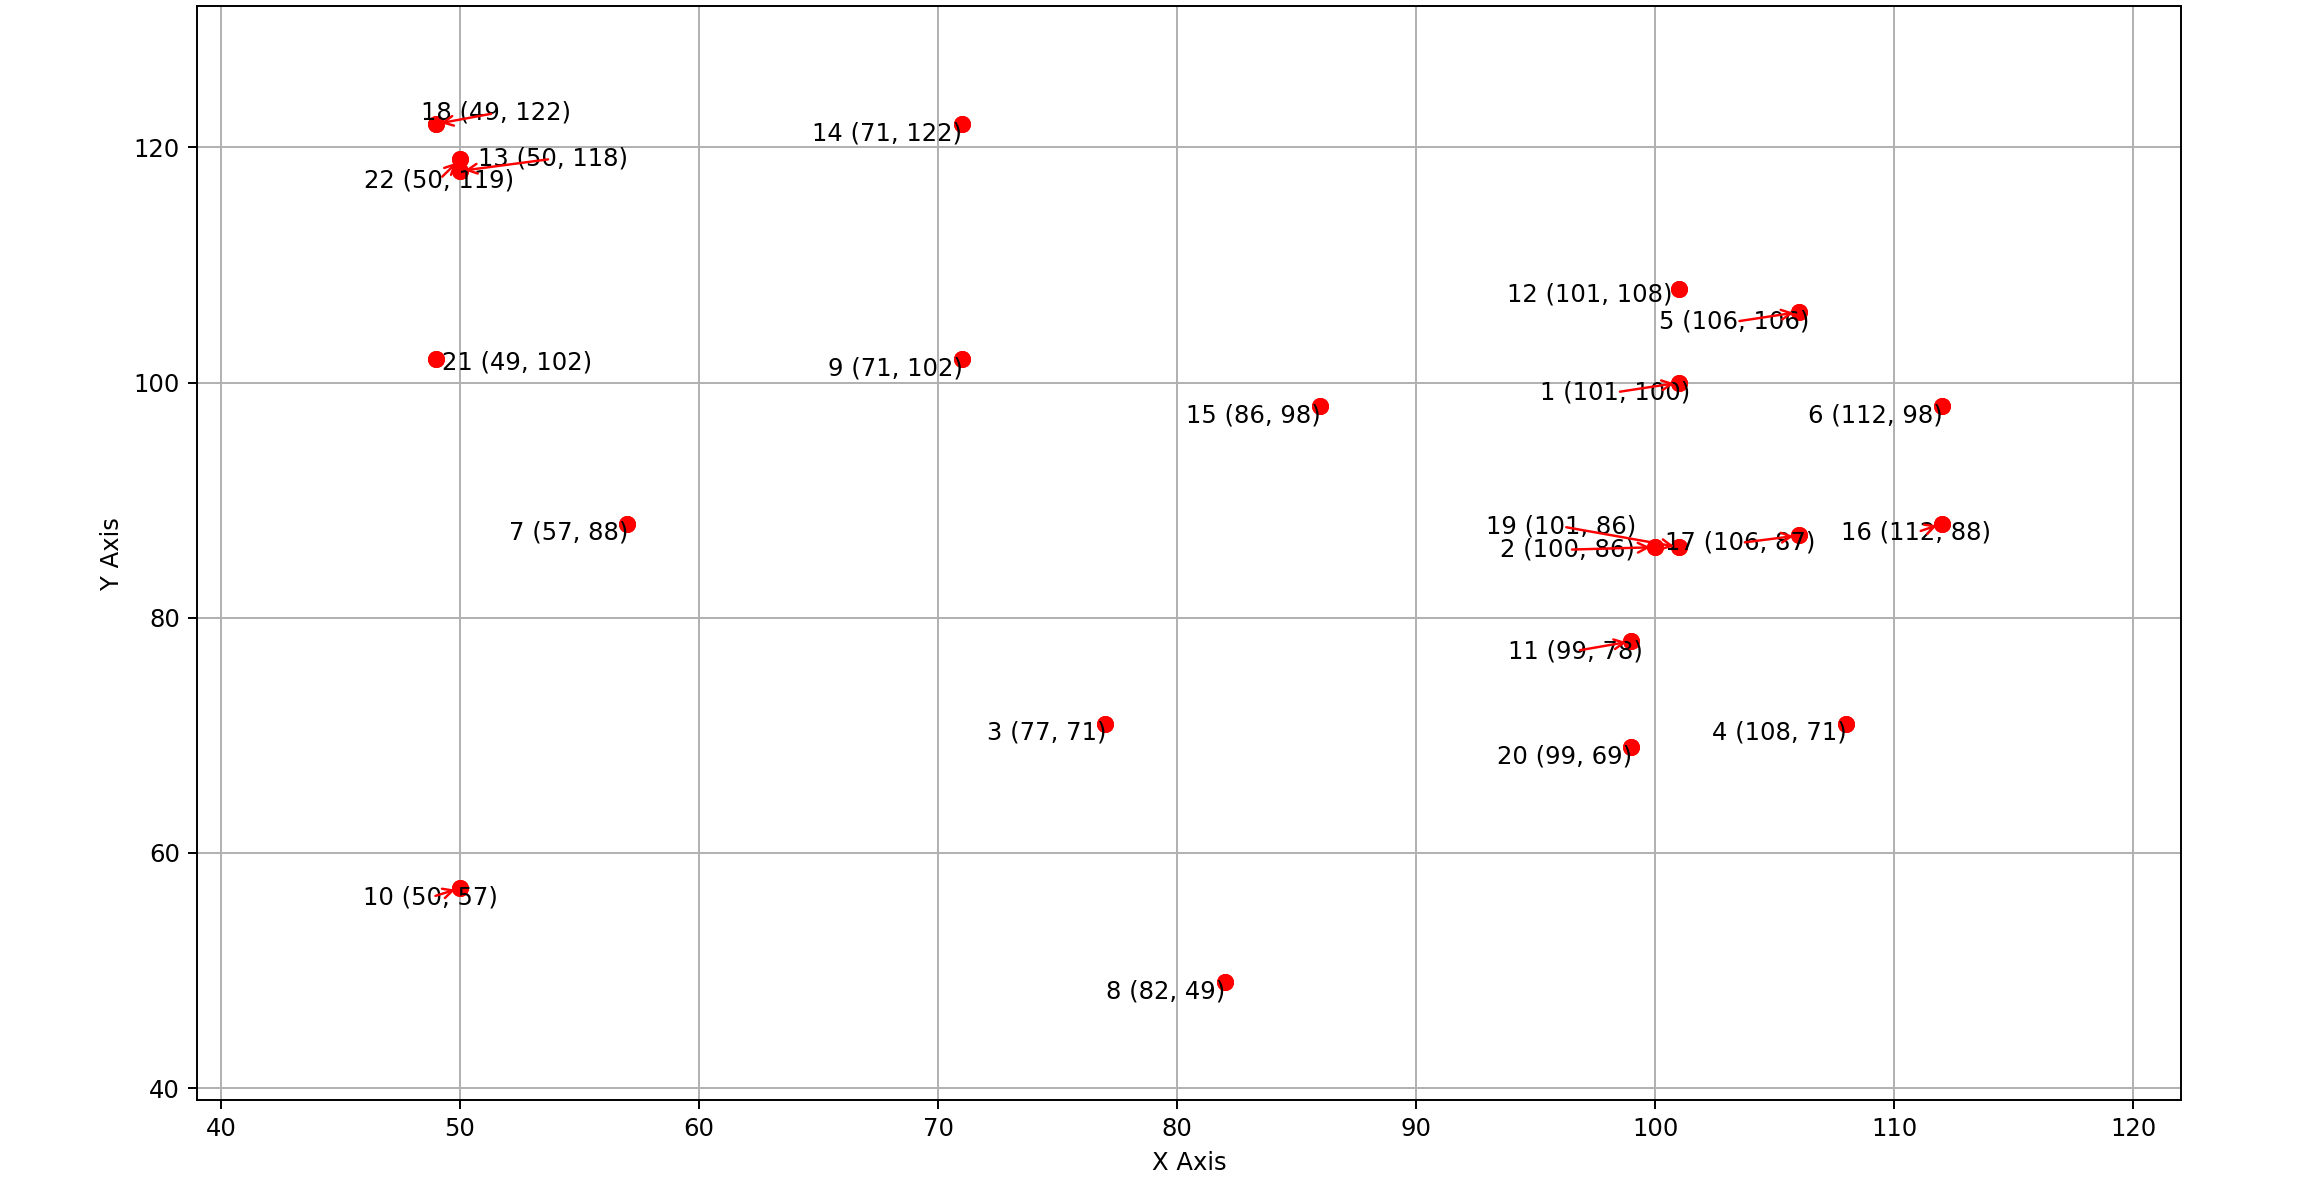 18 (49, 122)
14 (71, 122)
120
13 (50, 118)
22 (50, 119)
12 (101, 108)
5 (106, 106)
21 (49, 102)
9 (71, 102)
100
1 (101, 100)
15 (86, 98)
6 (112, 98)
7 (57, 88)
19 (101, 86)
2 (100, 86)
17 (106, 87)
16 (112, 88)
Y Axis
80
11 (99, 78)
3 (77, 71)
20 (99, 69)
4 (108, 71)
60
10 (50, 57)
8 (82, 49)
40
40 50 60 70 80 90 100 110 120
X Axis